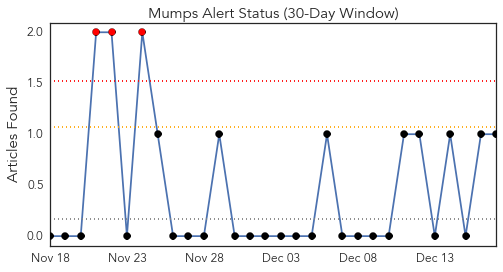 Mumps Alert Status (30-Day Window)
Articles Found
2.0
1.5
1.0
0.5
0.0
Nov 18 Nov 23 Nov 28 Dec 03 Dec 08 Dec 13